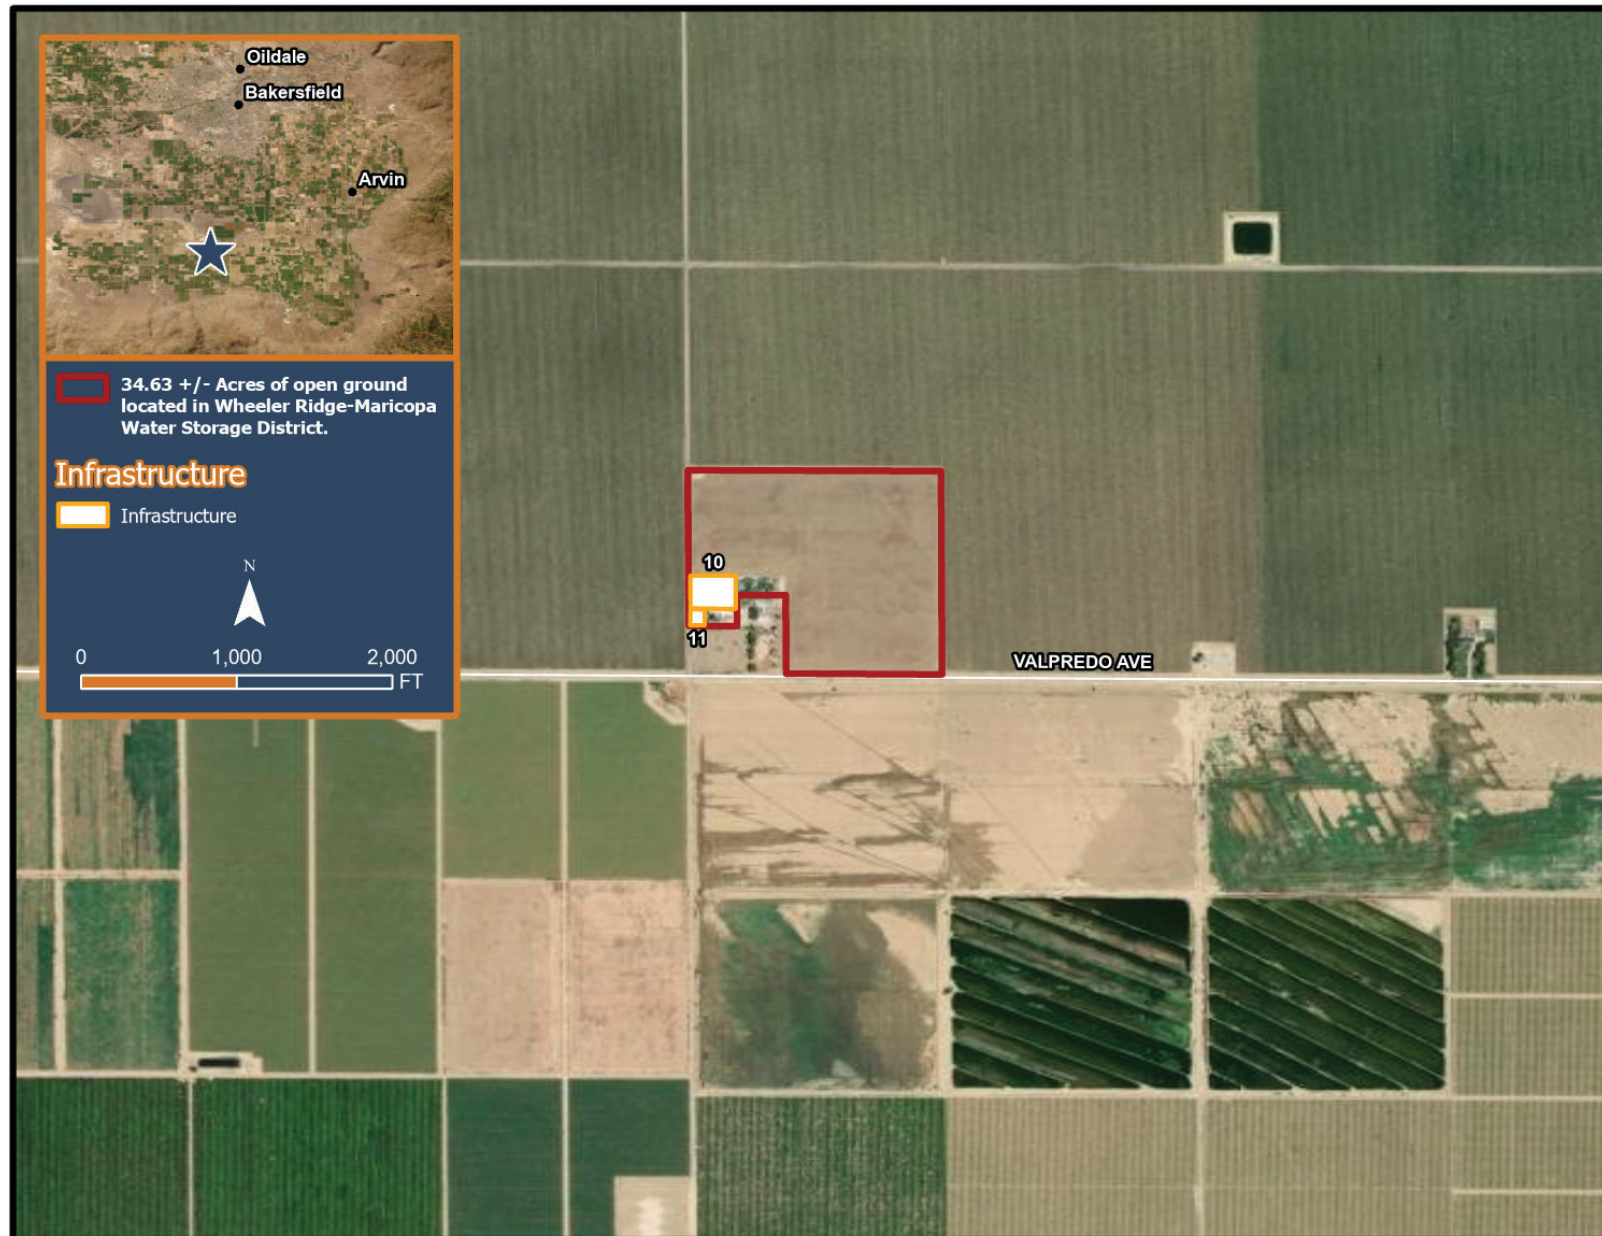 Oildale
Bakersfield
Arvin
34.63 +/- Acres of open ground
located in Wheeler Ridge-Maricopa
Water Storage District.
Infrastructure
Infrastructure
N
0 1,000 2,000
FT
10
11
VALPREDO AVE